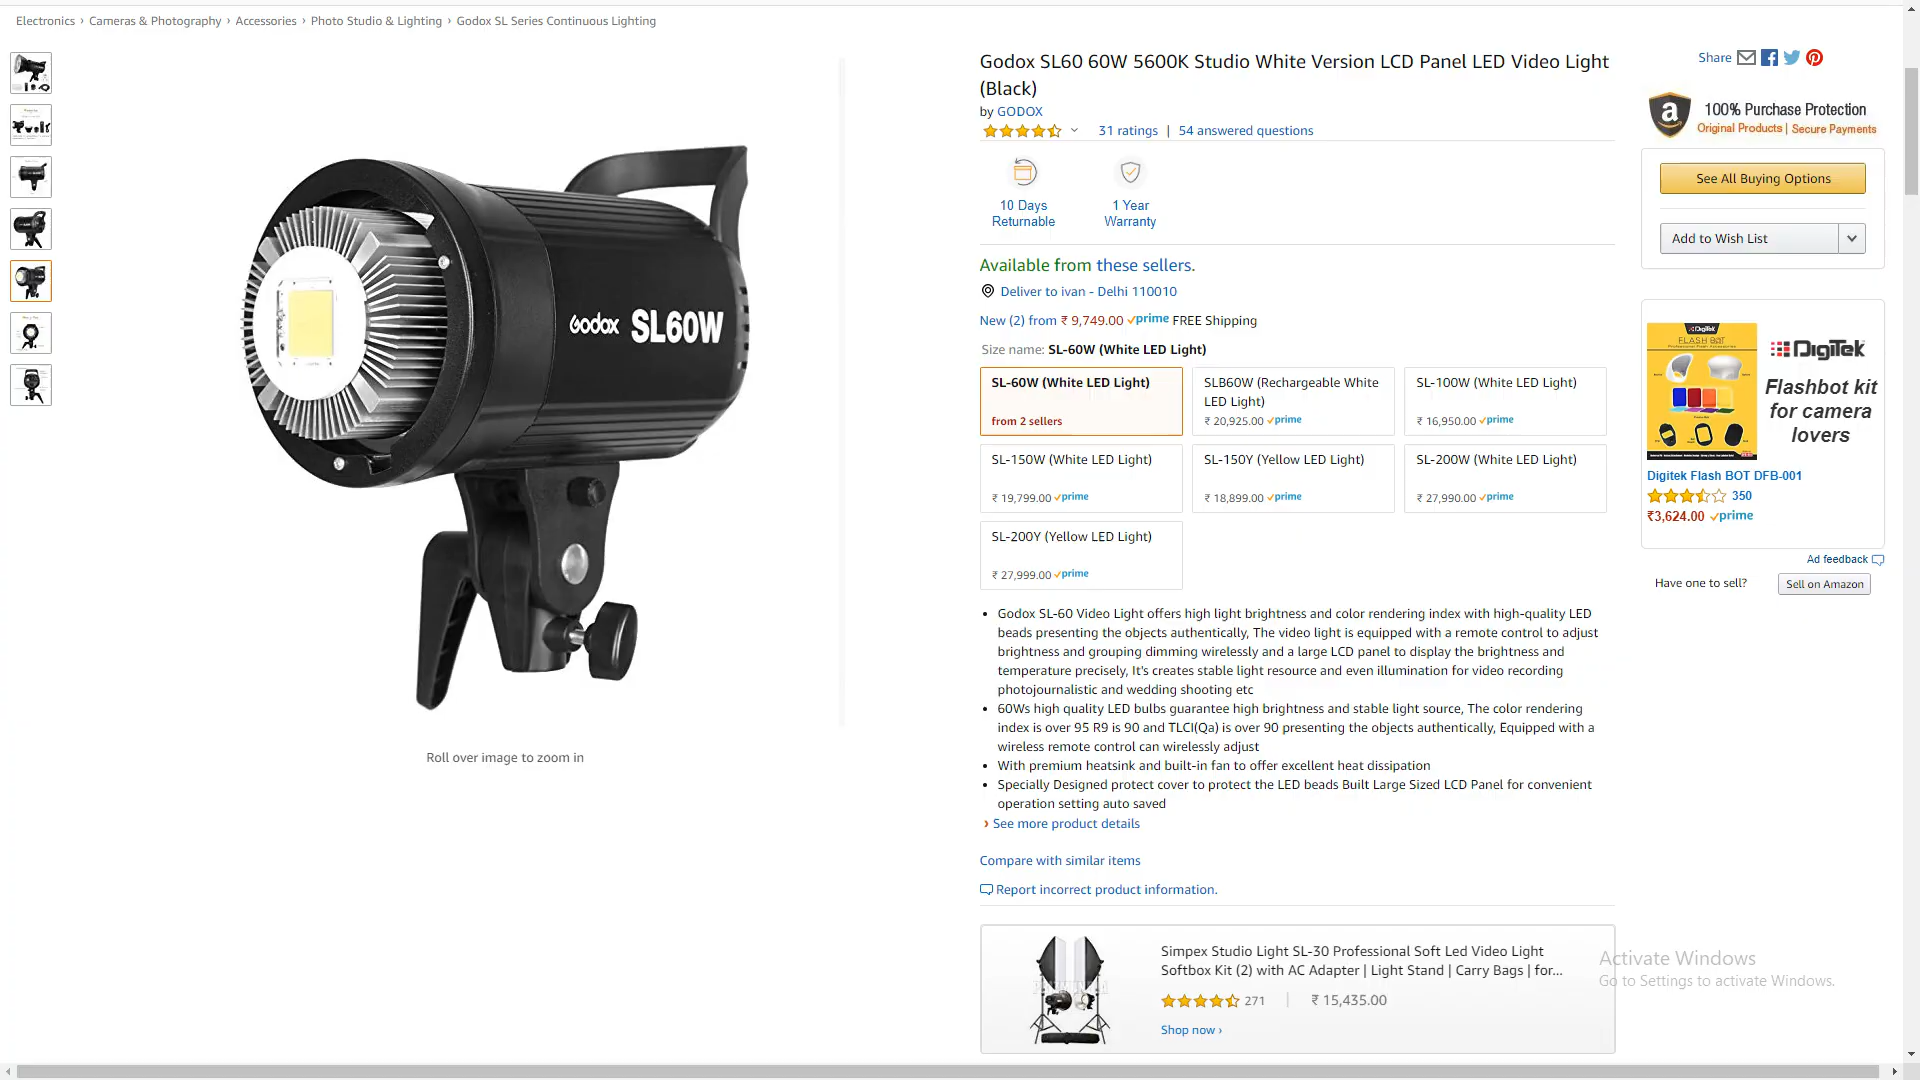 Electronics › Cameras & Photography › Accessories › Photo Studio & Lighting › Godox SL Series Continuous Lighting
Godox SL60W
Roll over image to zoom in
Godox SL60 60W 5600K Studio White Version LCD Panel LED Video Light
(Black)
by GODOX
31 ratings | 54 answered questions
10 Days
Returnable
1 Year
Warranty
Available from these sellers.
Deliver to ivan - Delhi 110010
New (2) from ₹ 9,749.00 prime FREE Shipping
Size name: SL-60W (White LED Light)
SL-60W (White LED Light)
from 2 sellers
SLB60W (Rechargeable White
LED Light)
₹ 20,925.00 prime
SL-100W (White LED Light)
₹ 16,950.00 prime
SL-150W (White LED Light)
₹ 19,799.00 prime
SL-150Y (Yellow LED Light)
₹ 18,899.00 prime
SL-200W (White LED Light)
₹ 27,990.00 prime
SL-200Y (Yellow LED Light)
₹ 27,999.00 prime
• Godox SL-60 Video Light offers high light brightness and color rendering index with high-quality LED
beads presenting the objects authentically, The video light is equipped with a remote control to adjust
brightness and grouping dimming wirelessly and a large LCD panel to display the brightness and
temperature precisely, It's creates stable light resource and even illumination for video recording
photojournalistic and wedding shooting etc
• 60Ws high quality LED bulbs guarantee high brightness and stable light source, The color rendering
index is over 95 R9 is 90 and TLCI(Qa) is over 90 presenting the objects authentically, Equipped with a
wireless remote control can wirelessly adjust
• With premium heatsink and built-in fan to offer excellent heat dissipation
• Specially Designed protect cover to protect the LED beads Built Large Sized LCD Panel for convenient
operation setting auto saved
› See more product details
Compare with similar items
Report incorrect product information.
Simpex Studio Light SL-30 Professional Soft Led Video Light
Softbox Kit (2) with AC Adapter | Light Stand | Carry Bags | for...
271 | ₹ 15,435.00
Shop now ›
Share
100% Purchase Protection
Original Products | Secure Payments
See All Buying Options
Add to Wish List
DigiTek
FLASH BOT
DigiTek
Flashbot kit
for camera
lovers
Digitek Flash BOT DFB-001
350
₹3,624.00 prime
Ad feedback
Have one to sell?
Sell on Amazon
Activate Windows
Go to Settings to activate Windows.